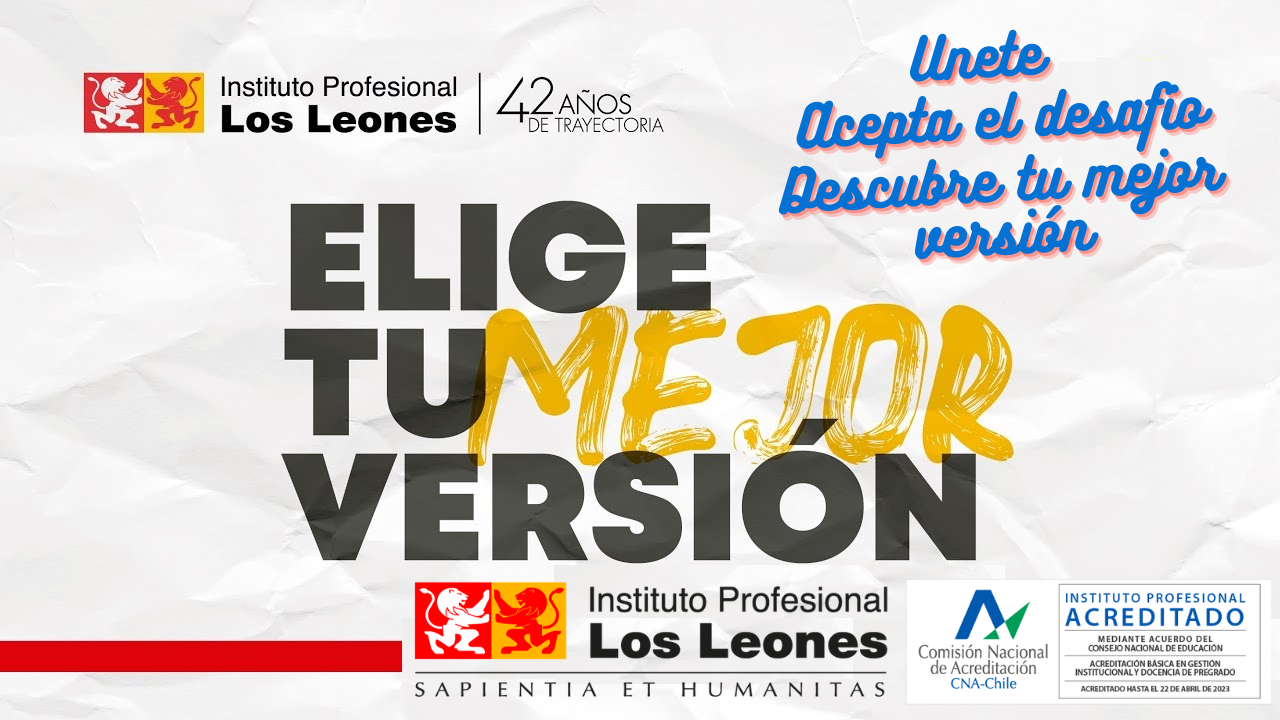 Instituto Profesional
Los Leones
42 AÑOS
DE TRAYECTORIA
Unete
Acepta el desafio
Descubre tu mejor
versión
ELIGE
TU MEJOR
VERSIÓN
Instituto Profesional
Los Leones
SAPIENTIA ET HUMANITAS
Comisión Nacional
de Acreditación
CNA-Chile
INSTITUTO PROFESIONAL
ACREDITADO
MEDIANTE ACUERDO DEL
CONSEJO NACIONAL DE EDUCACIÓN
ACREDITACIÓN BÁSICA EN GESTIÓN
INSTITUCIONAL Y DOCENCIA DE PREGRADO
ACREDITADO HASTA EL 22 DE ABRIL DE 2023